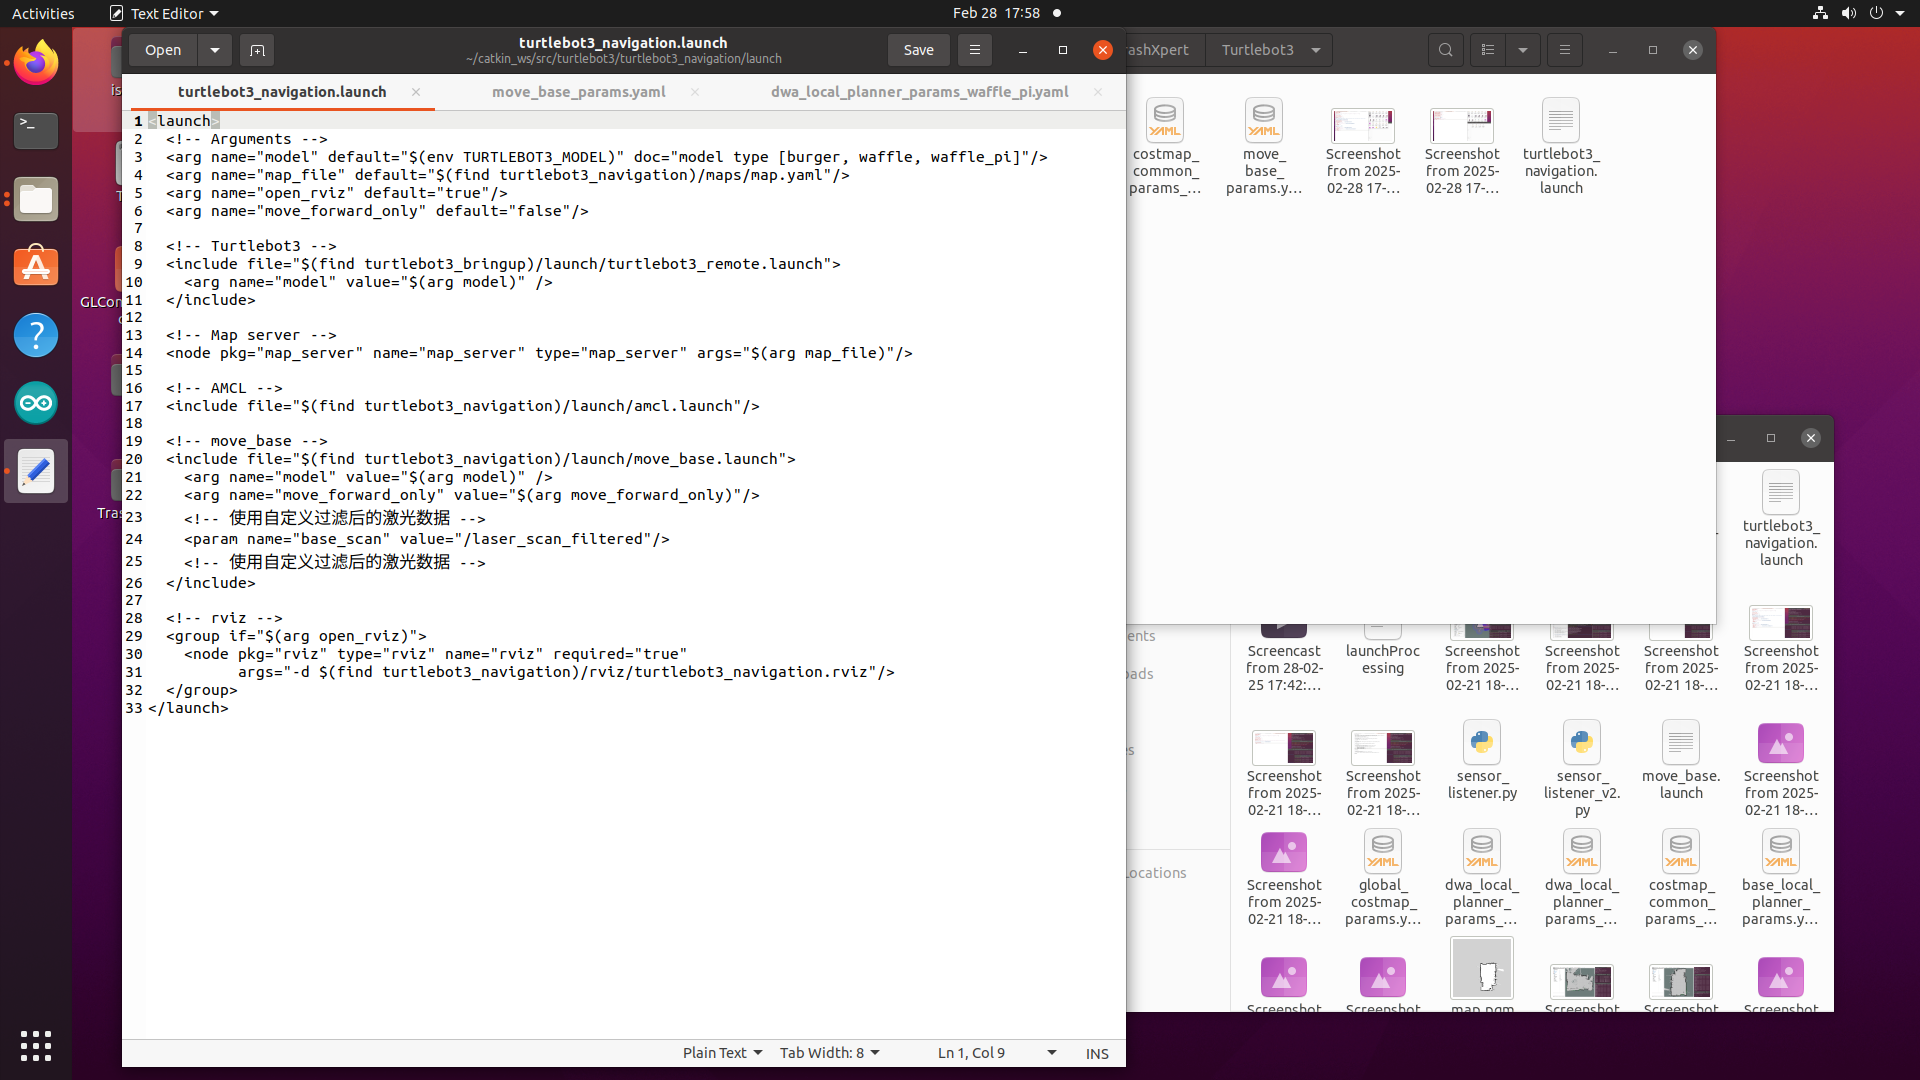 Activities
Text Editor
Feb 28 17:58
Open
turtlebot3_navigation.launch
~/catkin_ws/src/turtlebot3/turtlebot3_navigation/launch
Save
turtlebot3_navigation.launch
move_base_params.yaml
dwa_local_planner_params_waffle_pi.yaml
1 <launch>
2 <!-- Arguments -->
3 <arg name="model" default="$(env TURTLEBOT3_MODEL)" doc="model type [burger, waffle, waffle_pi]"/>
4 <arg name="map_file" default="$(find turtlebot3_navigation)/maps/map.yaml"/>
5 <arg name="open_rviz" default="true"/>
6 <arg name="move_forward_only" default="false"/>
7
8 <!-- Turtlebot3 -->
9 <include file="$(find turtlebot3_bringup)/launch/turtlebot3_remote.launch">
10 <arg name="model" value="$(arg model)" />
11 </include>
12
13 <!-- Map server -->
14 <node pkg="map_server" name="map_server" type="map_server" args="$(arg map_file)"/>
15
16 <!-- AMCL -->
17 <include file="$(find turtlebot3_navigation)/launch/amcl.launch"/>
18
19 <!-- move_base -->
20 <include file="$(find turtlebot3_navigation)/launch/move_base.launch">
21 <arg name="model" value="$(arg model)" />
22 <arg name="move_forward_only" value="$(arg move_forward_only)"/>
23 <!-- 使用自定义过滤后的激光数据 -->
24 <param name="base_scan" value="/laser_scan_filtered"/>
25 <!-- 使用自定义过滤后的激光数据 -->
26 </include>
27
28 <!-- rviz -->
29 <group if="$(arg open_rviz)">
30 <node pkg="rviz" type="rviz" name="rviz" required="true"
31 args="-d $(find turtlebot3_navigation)/rviz/turtlebot3_navigation.rviz"/>
32 </group>
33 </launch>
Plain Text
Tab Width: 8
Ln 1, Col 9
INS
is
T
GLCon
Tras
rashXpert
Turtlebot3
YAML
costmap_
common_
params_...
YAML
move_
base_
params.y...
Screenshot
from 2025-
02-28 17-...
Screenshot
from 2025-
02-28 17-...
turtlebot3_
navigation.
launch
turtlebot3_
navigation.
launch
ents
oads
es
Locations
Screencast
from 28-02-
25 17:42:...
launchProc
essing
Screenshot
from 2025-
02-21 18-...
Screenshot
from 2025-
02-21 18-...
Screenshot
from 2025-
02-21 18-...
Screenshot
from 2025-
02-21 18-...
Screenshot
from 2025-
02-21 18-...
Screenshot
from 2025-
02-21 18-...
sensor_
listener.py
sensor_
listener_v2.
py
move_base.
launch
Screenshot
from 2025-
02-21 18-...
Screenshot
from 2025-
02-21 18-...
YAML
global_
costmap_
params.y...
YAML
dwa_local_
planner_
params_...
YAML
dwa_local_
planner_
params_...
YAML
costmap_
common_
params_...
YAML
base_local_
planner_
params.y...
Screenshot
Screenshot
map.pgm
Screenshot
Screenshot
Screenshot